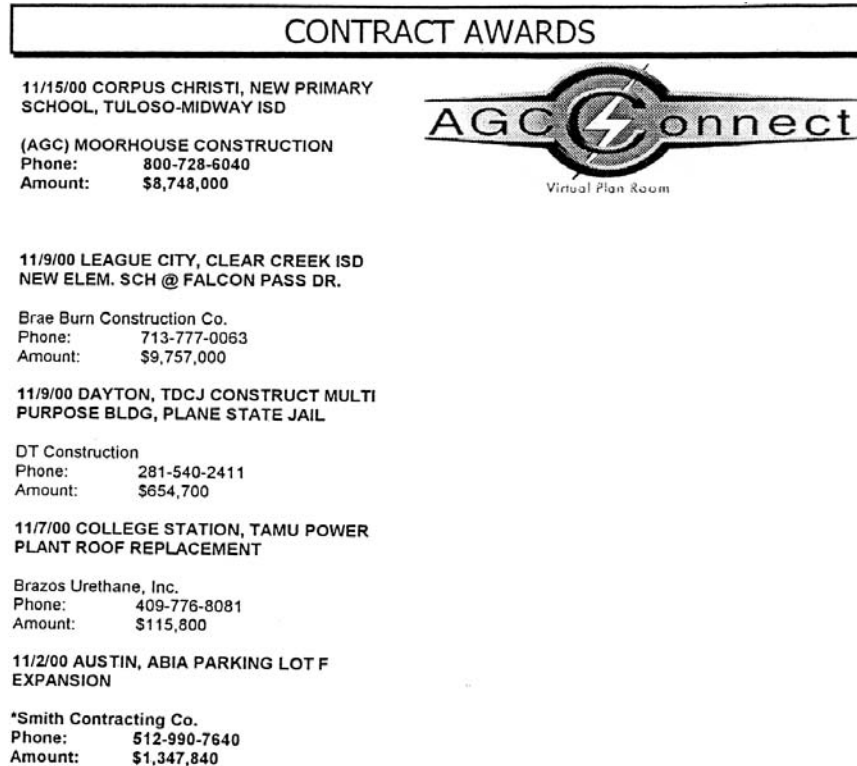 CONTRACT AWARDS
11/15/00 CORPUS CHRISTI, NEW PRIMARY
SCHOOL, TULOSO-MIDWAY ISD
(AGC) MOORHOUSE CONSTRUCTION
Phone: 800-728-6040
Amount: $8,748,000
AGC Connect
Virtual Plan Room
11/9/00 LEAGUE CITY, CLEAR CREEK ISD
NEW ELEM. SCH @ FALCON PASS DR.
Brae Burn Construction Co.
Phone: 713-777-0063
Amount: $9,757,000
11/9/00 DAYTON, TDCJ CONSTRUCT MULTI
PURPOSE BLDG, PLANE STATE JAIL
DT Construction
Phone: 281-540-2411
Amount: $654,700
11/7/00 COLLEGE STATION, TAMU POWER
PLANT ROOF REPLACEMENT
Brazos Urethane, Inc.
Phone: 409-776-8081
Amount: $115,800
11/2/00 AUSTIN, ABIA PARKING LOT F
EXPANSION
*Smith Contracting Co.
Phone: 512-990-7640
Amount: $1,347,840